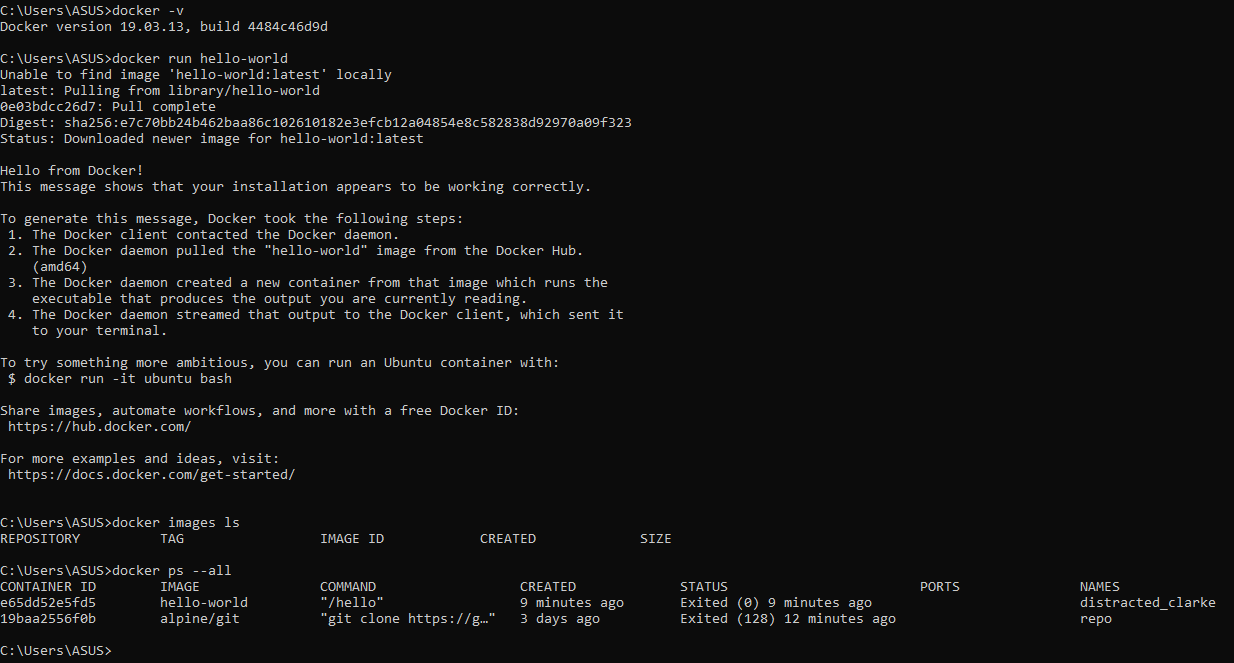 C:\Users\ASUS>docker -v
Docker version 19.03.13, build 4484c46d9d
C:\Users\ASUS>docker run hello-world
Unable to find image 'hello-world:latest' locally
latest: Pulling from library/hello-world
0e03bdcc26d7: Pull complete
Digest: sha256:e7c70bb24b462baa86c102610182e3efcb12a04854e8c582838d92970a09f323
Status: Downloaded newer image for hello-world:latest
Hello from Docker!
This message shows that your installation appears to be working correctly.
To generate this message, Docker took the following steps:
1. The Docker client contacted the Docker daemon.
2. The Docker daemon pulled the "hello-world" image from the Docker Hub.
(amd64)
3. The Docker daemon created a new container from that image which runs the
executable that produces the output you are currently reading.
4. The Docker daemon streamed that output to the Docker client, which sent it
to your terminal.
To try something more ambitious, you can run an Ubuntu container with:
$ docker run -it ubuntu bash
Share images, automate workflows, and more with a free Docker ID:
https://hub.docker.com/
For more examples and ideas, visit:
https://docs.docker.com/get-started/
C:\Users\ASUS>docker images ls
REPOSITORY TAG IMAGE ID CREATED SIZE
C:\Users\ASUS>docker ps --all
CONTAINER ID IMAGE COMMAND CREATED STATUS PORTS NAMES
e65dd52e5fd5 hello-world "/hello" 9 minutes ago Exited (0) 9 minutes ago distracted_clarke
19baa2556f0b alpine/git "git clone https://g…" 3 days ago Exited (128) 12 minutes ago repo
C:\Users\ASUS>